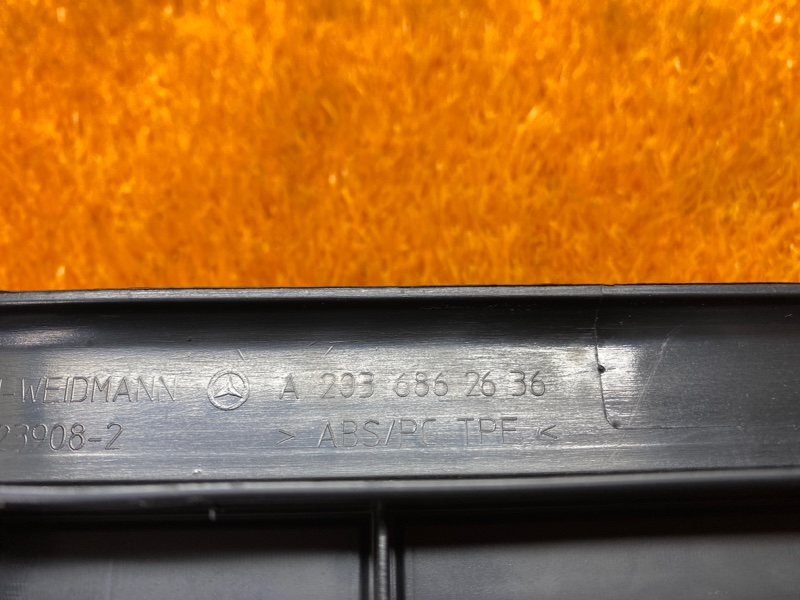 -WEIDMANN A 203 686 26 36
23908-2 > ABS/PC TPE <